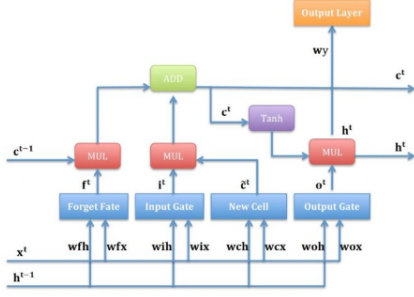 Output Layer
wy
ADD
c^t
c^t
Tanh
h^t
c^t-1
MUL
MUL
MUL
h^t
f^t
i^t
c̃^t
o^t
Forget Fate
Input Gate
New Cell
Output Gate
wfh wfx wih wix wch wcx woh wox
x^t
h^t-1